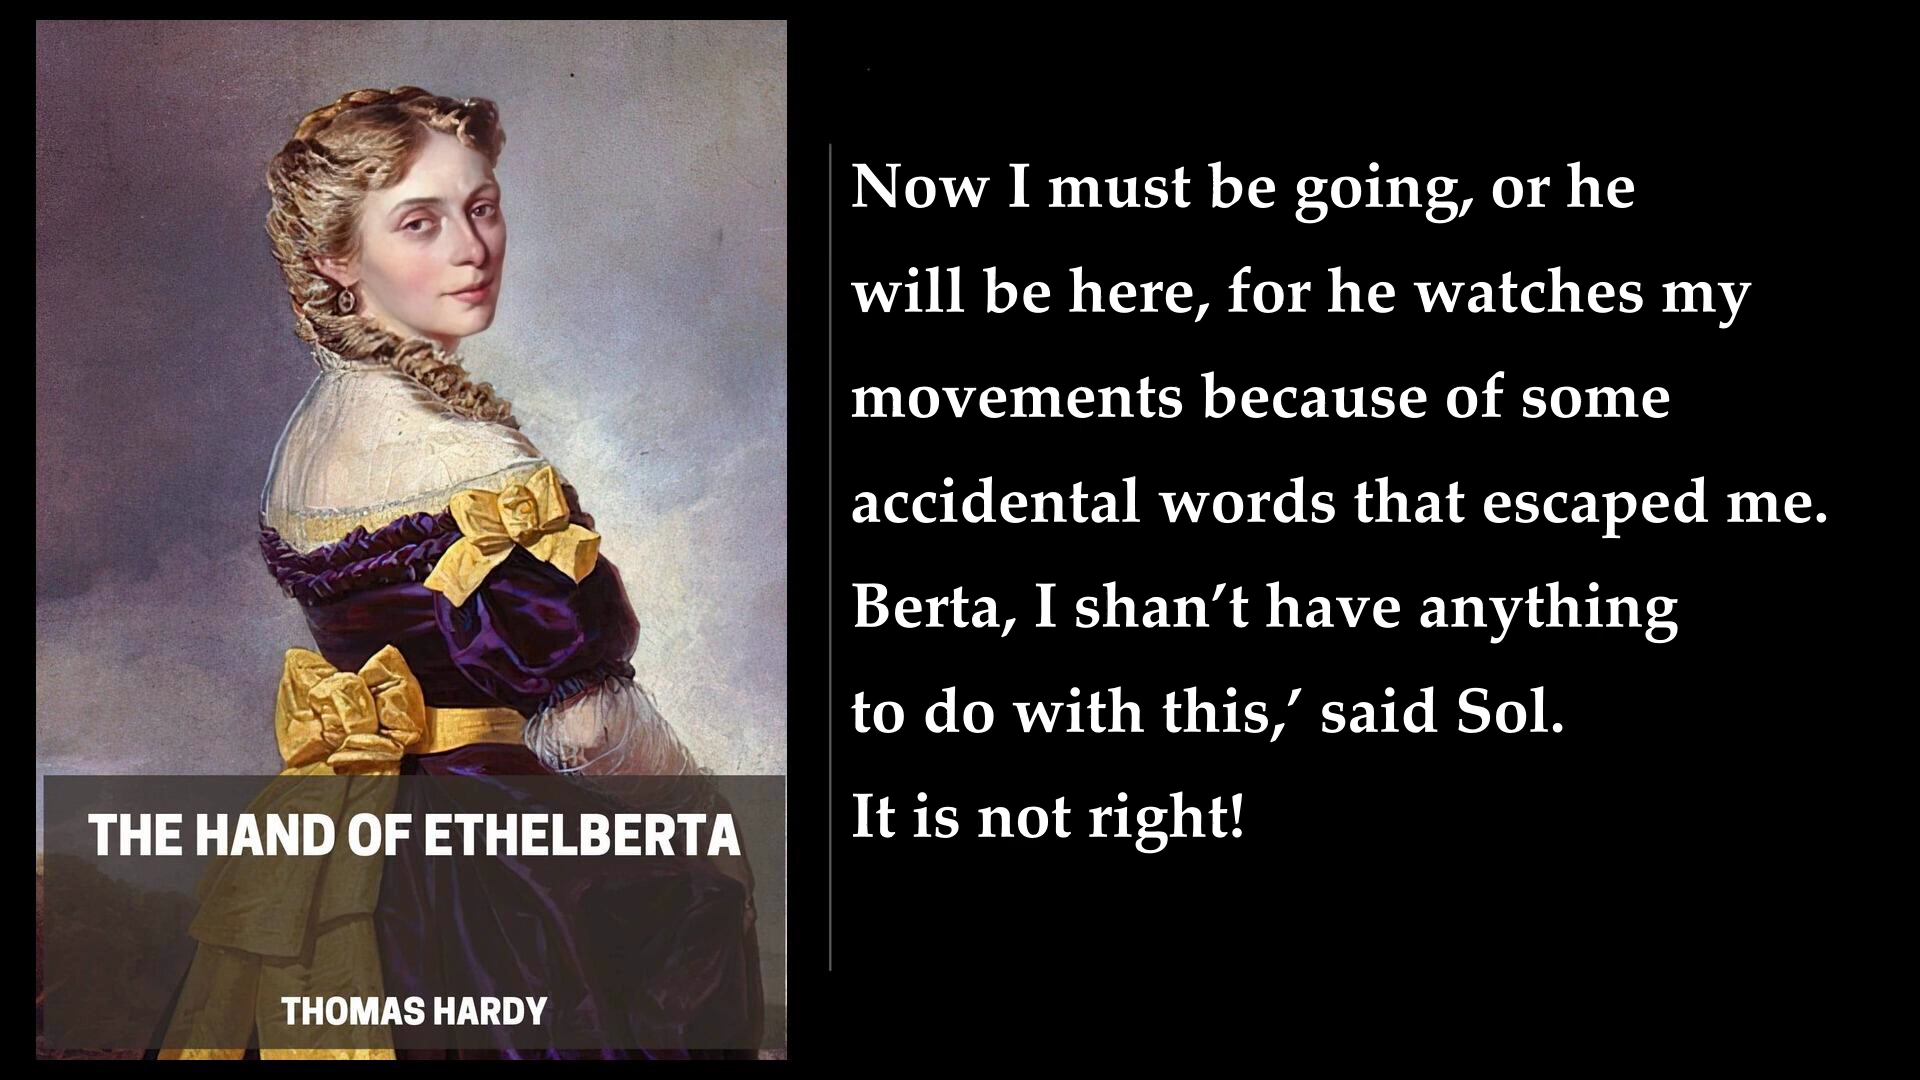 THE HAND OF ETHELBERTA
THOMAS HARDY
Now I must be going, or he
will be here, for he watches my
movements because of some
accidental words that escaped me.
Berta, I shan’t have anything
to do with this,’ said Sol.
It is not right!